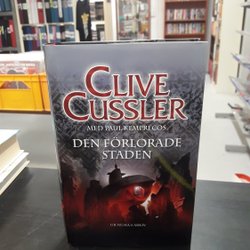 CLIVE
CUSSLER
MED PAUL KEMPRECOS
DEN FÖRLORADE
STADEN